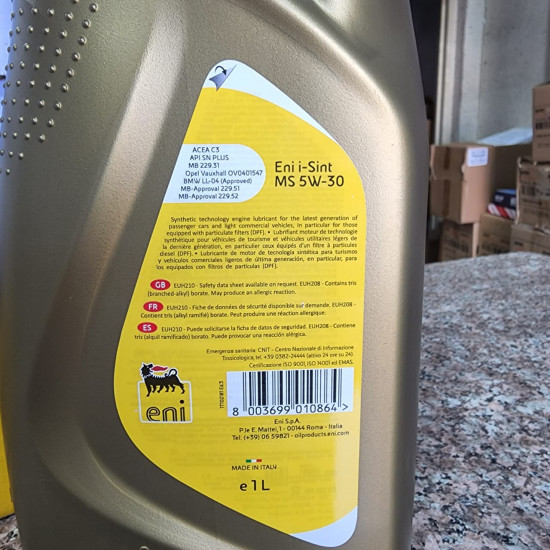 ACEA C3
API SN PLUS
MB 229.31
Opel Vauxhall OV0401547
BMW LL-04 (Approved)
MB-Approval 229.51
MB-Approval 229.52
Eni i-Sint
MS 5W-30
Synthetic technology engine lubricant for the latest generation of
passenger cars and light commercial vehicles, in particular for those
equipped with particulate filters (DPF). • Lubrifiant moteur de technologie
synthétique pour véhicules de tourisme et véhicules utilitaires légers de
la dernière génération, en particulier ceux équipés d'un filtre à particules
diesel (DPF). • Lubricante de motor de tecnología sintética para turismos
y vehículos comerciales ligeros de última generación, en particular, para
los equipados con filtros de partículas (DPF).
GB EUH210 - Safety data sheet available on request. EUH208 - Contains tris
(branched-alkyl) borate. May produce an allergic reaction.
FR EUH210 - Fiche de données de sécurité disponible sur demande. EUH208 -
Contient tris (alkyl ramifié) borate. Peut produire une réaction allergique.
ES EUH210 - Puede solicitarse la ficha de datos de seguridad. EUH208 - Contiene
tris (alquil ramificado) borato. Puede provocar una reacción alérgica.
Emergenze sanitarie: CNIT - Centro Nazionale di Informazione
Tossicologica, tel. +39 0382-24444 (attivo 24 ore su 24)
Certificazione ISO 9001, ISO 14001 ed EMAS.
eni
8 003699 010864 >
Eni S.p.A.
P.le E. Mattei, 1 - 00144 Roma - Italia
Tel: (+39) 06 59821 - oilproducts.eni.com
MADE IN ITALY
e 1 L